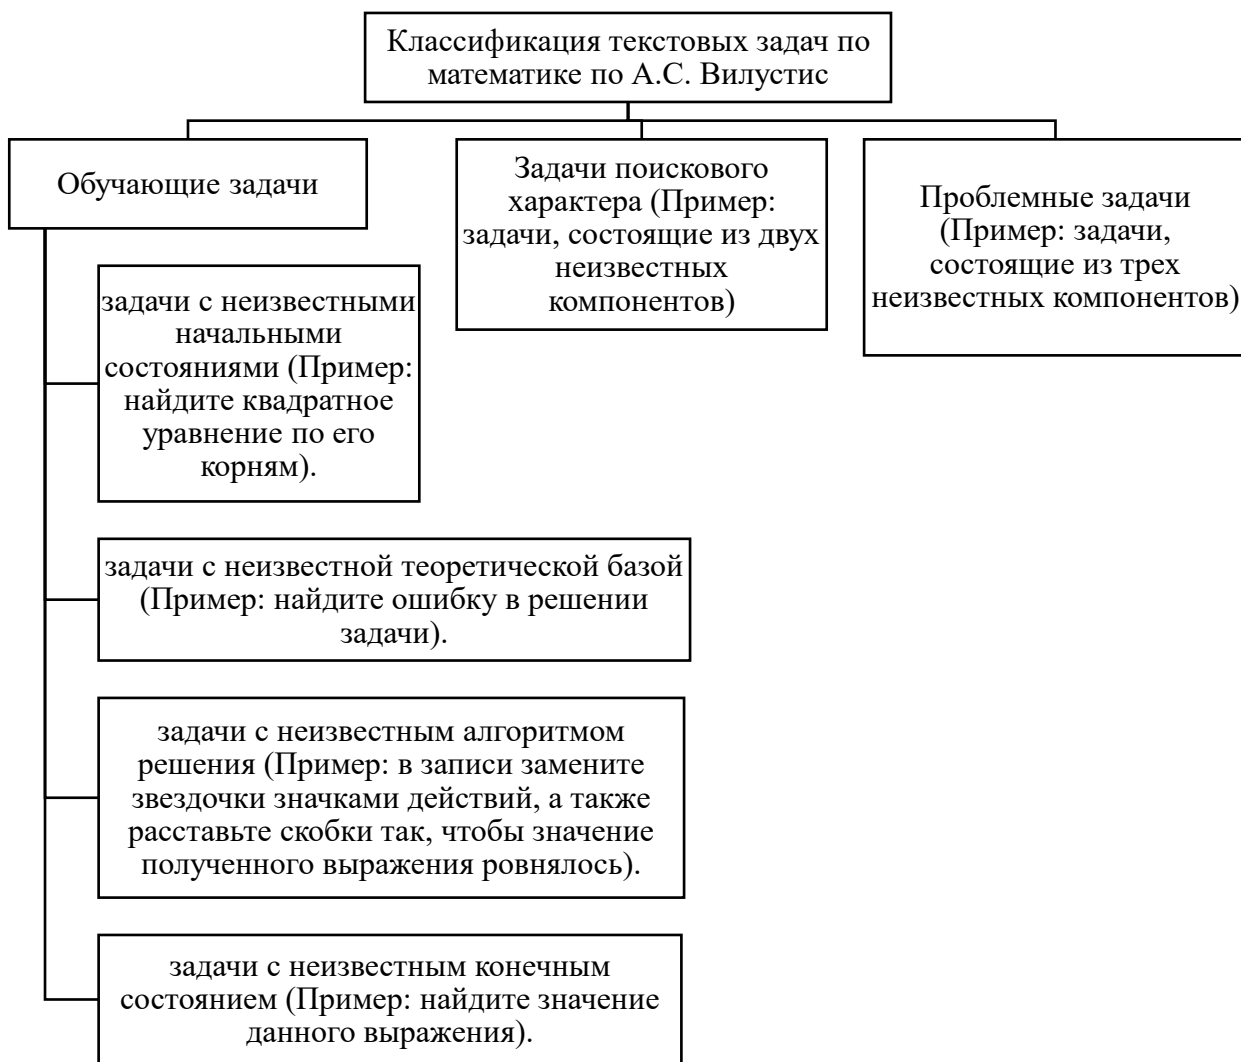 Классификация текстовых задач по
математике по А.С. Вилустис
Обучающие задачи
Задачи поискового
характера (Пример:
задачи, состоящие из двух
неизвестных
компонентов)
Проблемные задачи
(Пример: задачи,
состоящие из трех
неизвестных компонентов)
задачи с неизвестными
начальными
состояниями (Пример:
найдите квадратное
уравнение по его
корням).
задачи с неизвестной теоретической базой
(Пример: найдите ошибку в решении
задачи).
задачи с неизвестным алгоритмом
решения (Пример: в записи замените
звездочки значками действий, а также
расставьте скобки так, чтобы значение
полученного выражения ровнялось).
задачи с неизвестным конечным
состоянием (Пример: найдите значение
данного выражения).